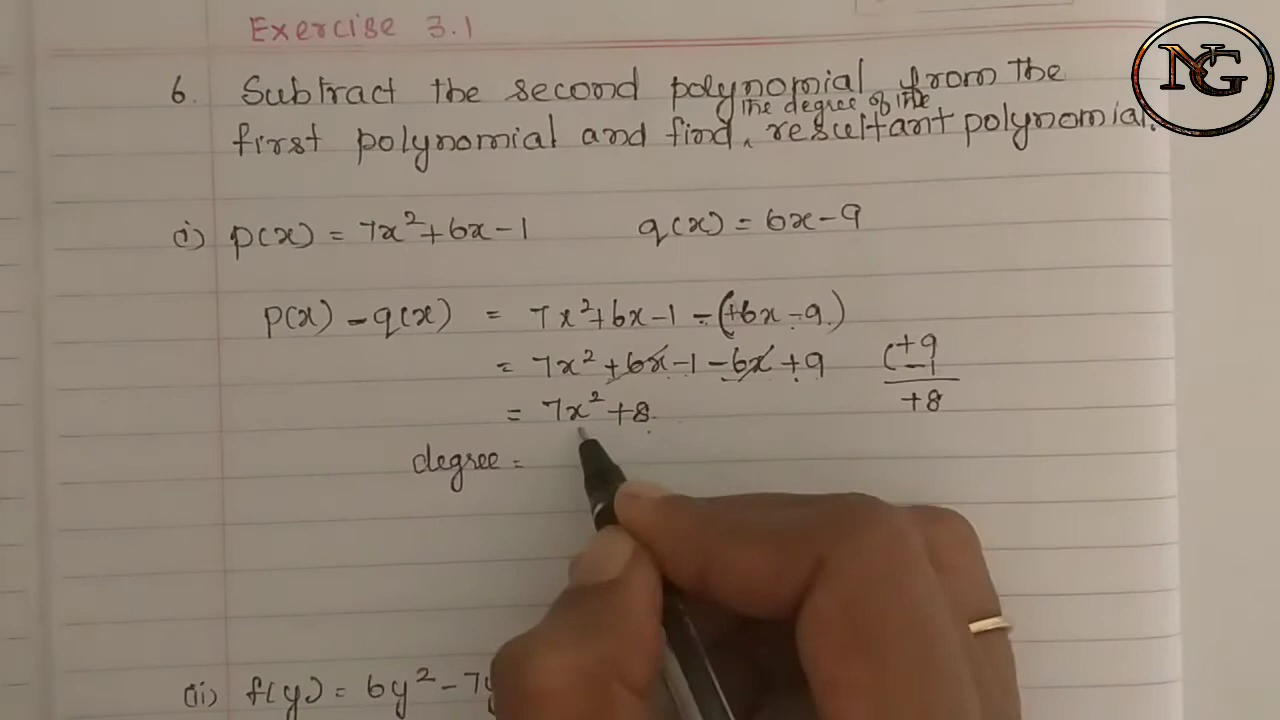 Exercise 3.1
NG
6. Subtract the second polynomial from the
the degree of the
first polynomial and find ‸ resultant polynomial.
i) p(x) = 7x²+6x-1 q(x) = 6x-9
p(x) - q(x) = 7x²+6x-1 - (+6x-9)
= 7x²+6x-1-6x+9
+9
-1
+8
= 7x²+8
degree =
(ii) f(y) = 6y²-7y